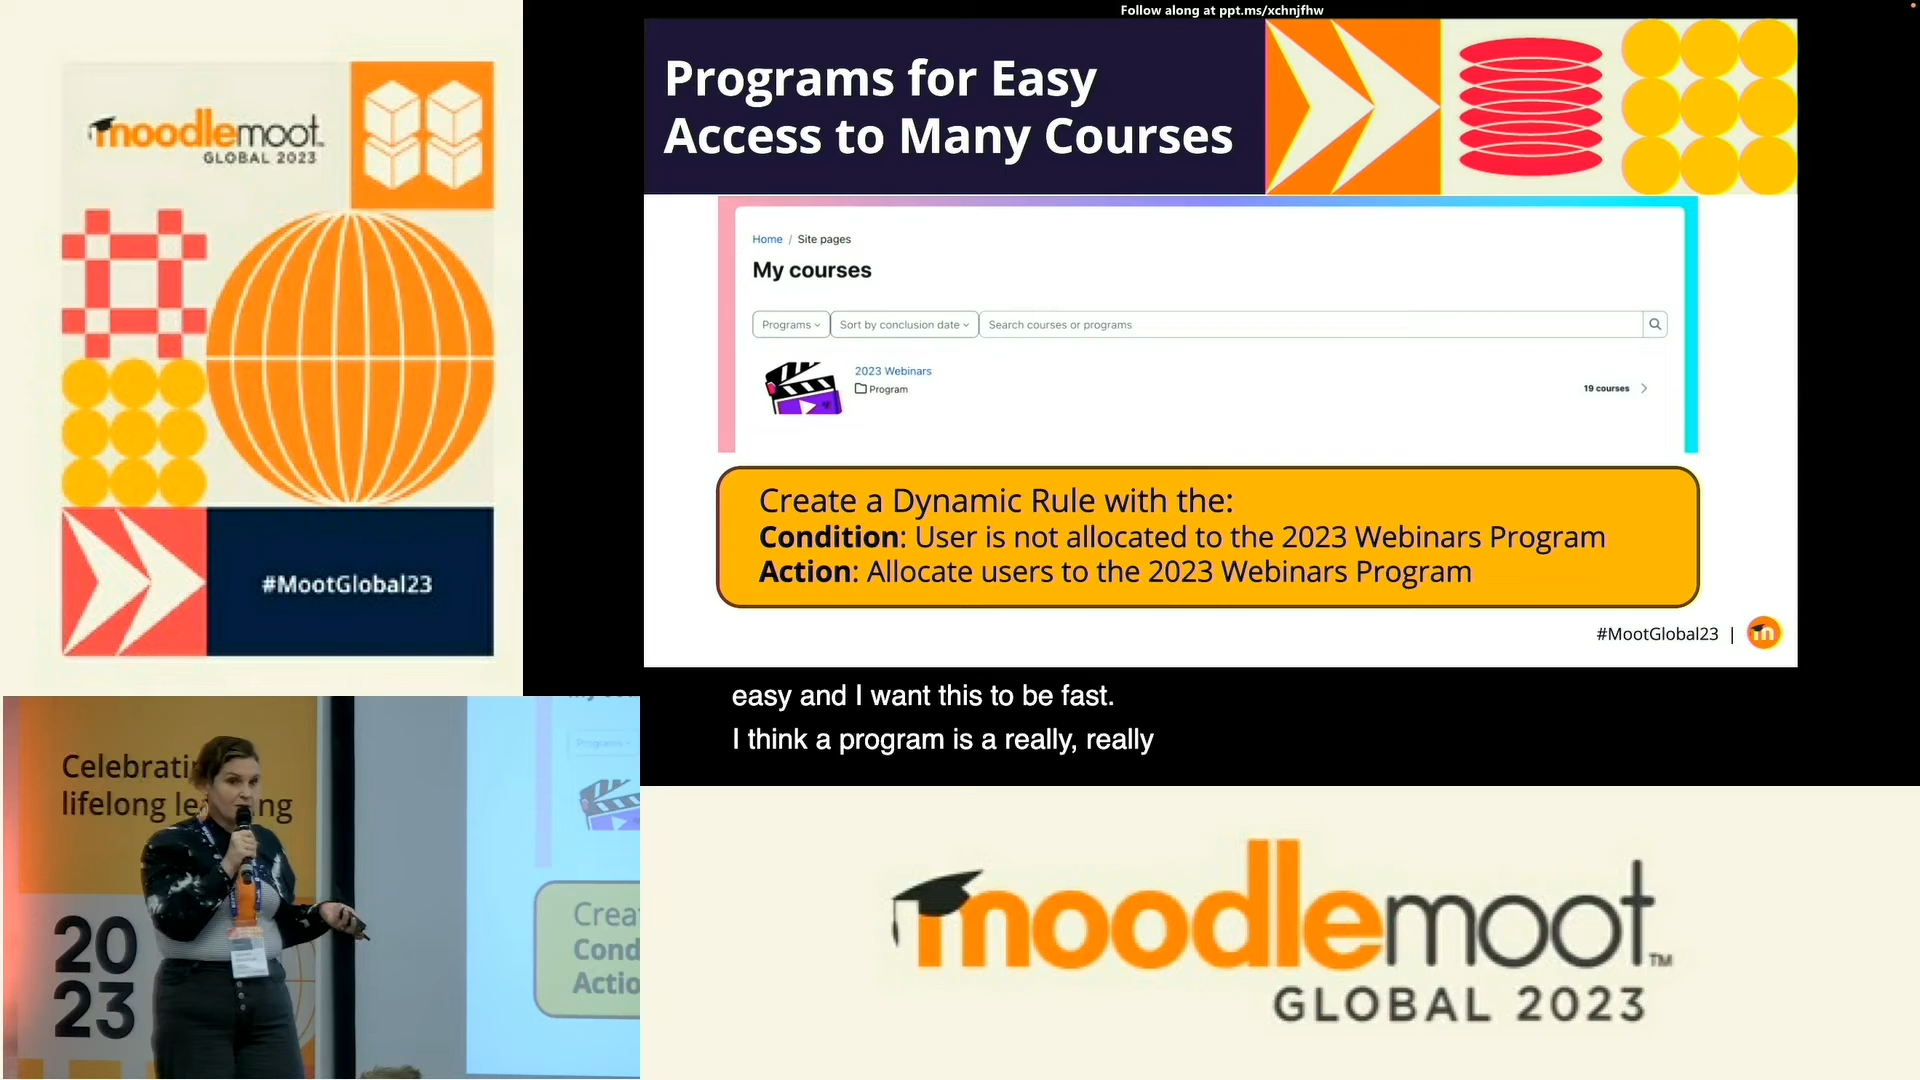 Follow along at ppt.ms/xchnjfhw
moodlemoot
GLOBAL 2023
#MootGlobal23
Programs for Easy
Access to Many Courses
Home / Site pages
My courses
Programs
Sort by conclusion date
Search courses or programs
2023 Webinars
Program
19 courses
Create a Dynamic Rule with the:
Condition: User is not allocated to the 2023 Webinars Program
Action: Allocate users to the 2023 Webinars Program
#MootGlobal23 | m
easy and I want this to be fast.
I think a program is a really, really
Celebrati
lifelong le ng
20
23
Programs
Crea
Cond
Actio
moodlemoot™
GLOBAL 2023